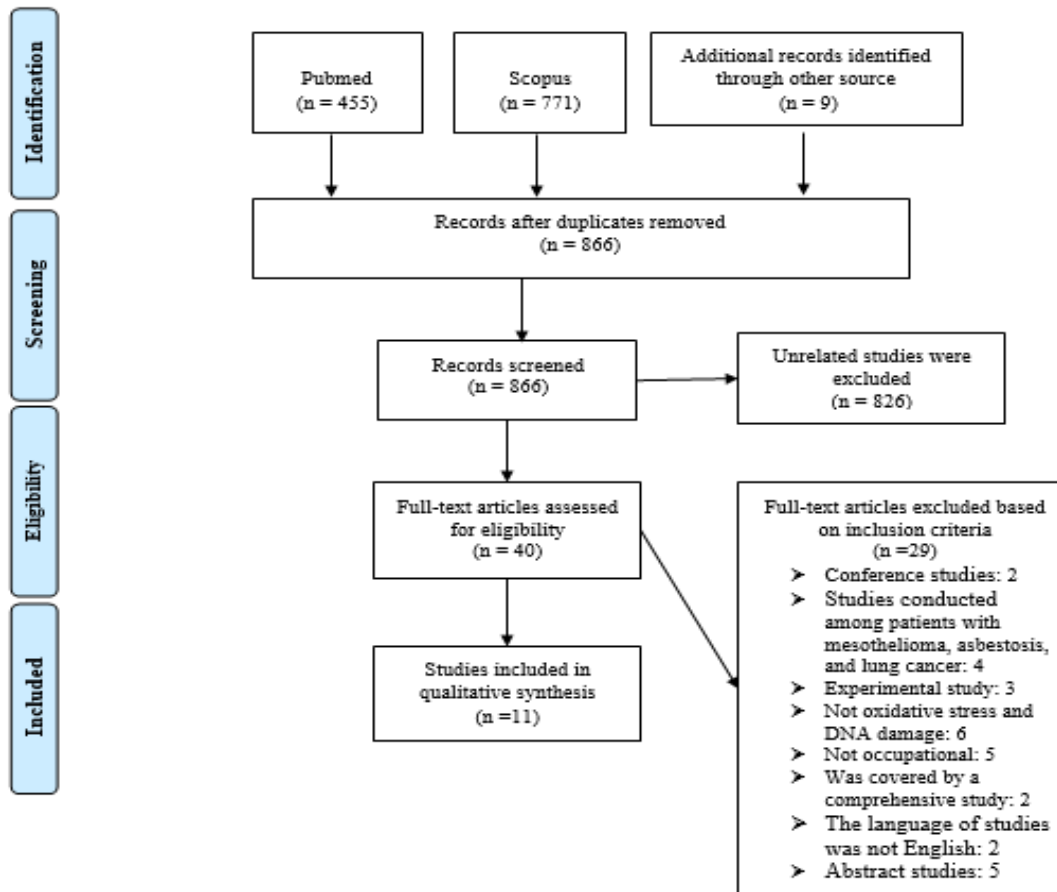 Identification
Pubmed
(n = 455)
Scopus
(n = 771)
Additional records identified
through other source
(n = 9)
Screening
Records after duplicates removed
(n = 866)
Records screened
(n = 866)
Unrelated studies were
excluded
(n = 826)
Eligibility
Full-text articles assessed
for eligibility
(n = 40)
Full-text articles excluded based
on inclusion criteria
(n =29)
➤ Conference studies: 2
➤ Studies conducted
among patients with
mesothelioma, asbestosis,
and lung cancer: 4
➤ Experimental study: 3
➤ Not oxidative stress and
DNA damage: 6
➤ Not occupational: 5
➤ Was covered by a
comprehensive study: 2
➤ The language of studies
was not English: 2
➤ Abstract studies: 5
Included
Studies included in
qualitative synthesis
(n =11)